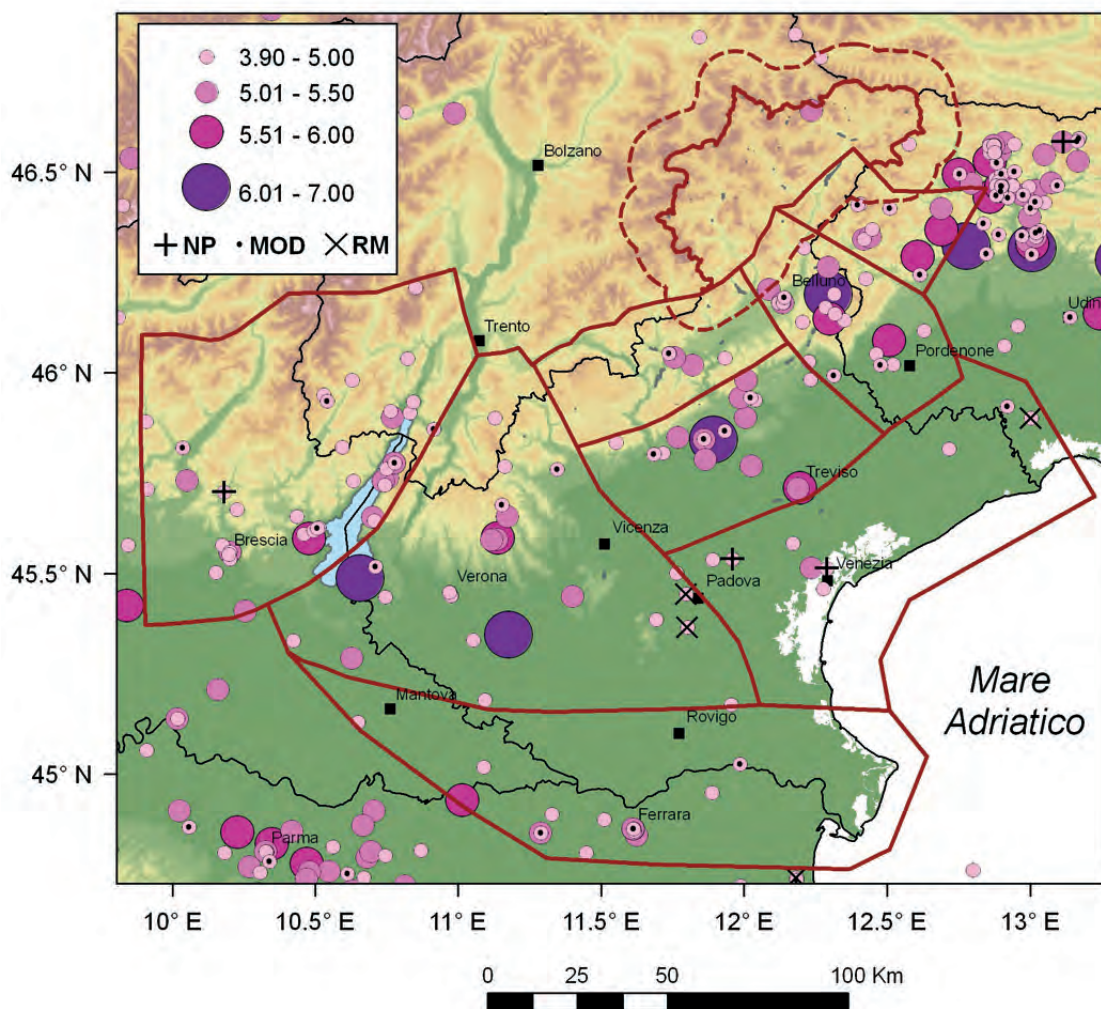 3.90 - 5.00
5.01 - 5.50
5.51 - 6.00
6.01 - 7.00
NP MOD RM
46.5° N
46° N
45.5° N
45° N
Bolzano
Trento
Belluno
Udin
Pordenone
Treviso
Brescia
Vicenza
Verona
Padova
Venezia
Mantova
Rovigo
Mare
Adriatico
Ferrara
Parma
10° E 10.5° E 11° E 11.5° E 12° E 12.5° E 13° E
0 25 50 100 Km